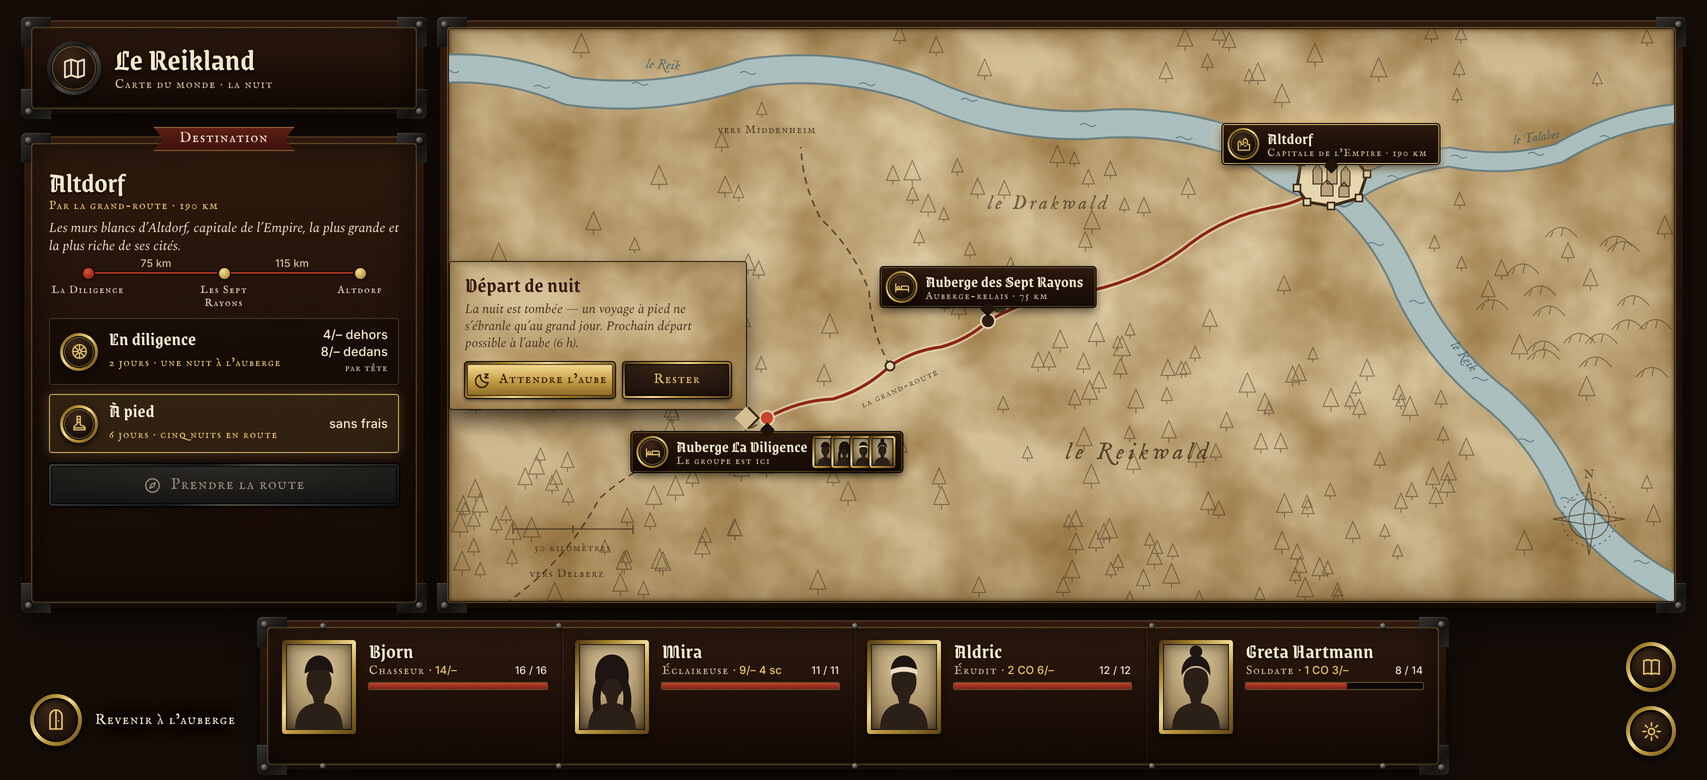 Le Reikland
Carte du monde · la nuit
Destination
Altdorf
Par la grand-route · 190 km
Les murs blancs d'Altdorf, capitale de l'Empire, la plus grande et
la plus riche de ses cités.
75 km
115 km
La Diligence
Les Sept
Rayons
Altdorf
En diligence
2 jours · une nuit à l'auberge
4/– dehors
8/– dedans
par tête
À pied
6 jours · cinq nuits en route
sans frais
Prendre la route
le Reik
vers Middenheim
Altdorf
Capitale de l'Empire · 190 km
le Talabec
le Drakwald
Départ de nuit
La nuit est tombée — un voyage à pied ne
s'ébranle qu'au grand jour. Prochain départ
possible à l'aube (6 h).
Attendre l'aube
Rester
Auberge des Sept Rayons
Auberge-relais · 75 km
la grand-route
le Reik
Auberge La Diligence
Le groupe est ici
le Reikwald
N
50 kilomètres
vers Delberz
Bjorn
Chasseur · 14/–
16 / 16
Mira
Éclaireuse · 9/– 4 sc
11 / 11
Aldric
Érudit · 2 CO 6/–
12 / 12
Greta Hartmann
Soldate · 1 CO 3/–
8 / 14
Revenir à l'auberge